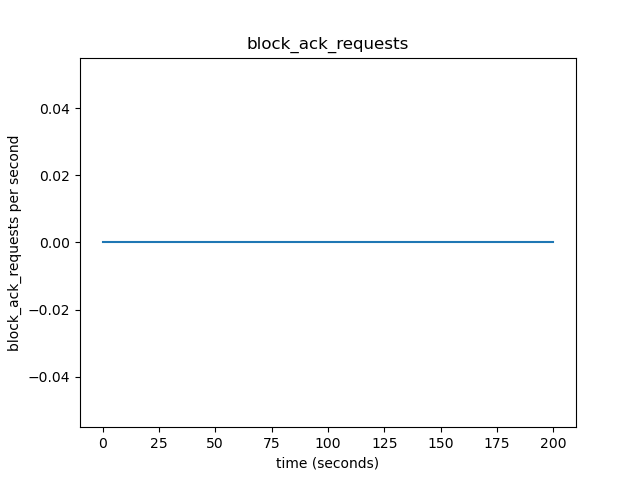 block_ack_requests
block_ack_requests per second
0.04
0.02
0.00
−0.02
−0.04
0 25 50 75 100 125 150 175 200
time (seconds)